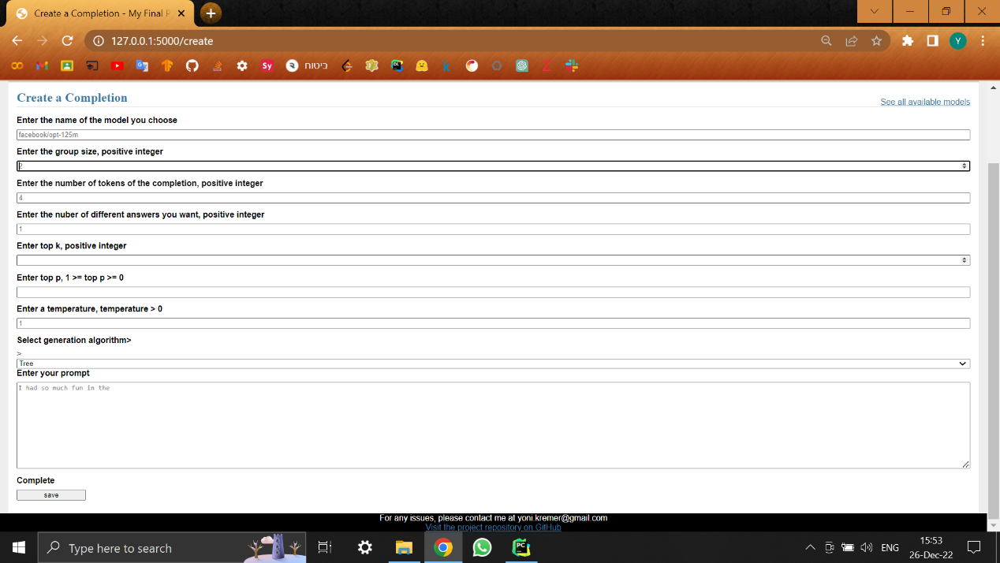 Create a Completion - My Final P
127.0.0.1:5000/create
Sy
ביטוח
Create a Completion
See all available models
Enter the name of the model you choose
facebook/opt-125m
Enter the group size, positive integer
2
Enter the number of tokens of the completion, positive integer
4
Enter the nuber of different answers you want, positive integer
1
Enter top k, positive integer
Enter top p, 1 >= top p >= 0
Enter a temperature, temperature > 0
1
Select generation algorithm>
>
Tree
Enter your prompt
I had so much fun in the
Complete
save
For any issues, please contact me at yoni.kremer@gmail.com
Visit the project repository on GitHub
Type here to search
ENG
15:53
26-Dec-22